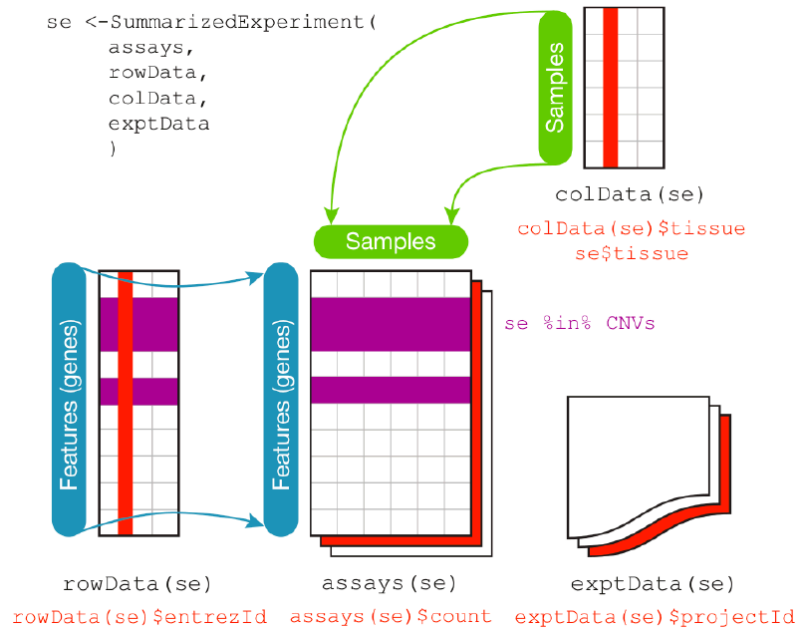 se <-SummarizedExperiment(
assays,
rowData,
colData,
exptData
)
Samples
colData(se)
colData(se)$tissue
se$tissue
Samples
Features (genes)
Features (genes)
se %in% CNVs
rowData(se)
assays(se)
exptData(se)
rowData(se)$entrezId
assays(se)$count
exptData(se)$projectId